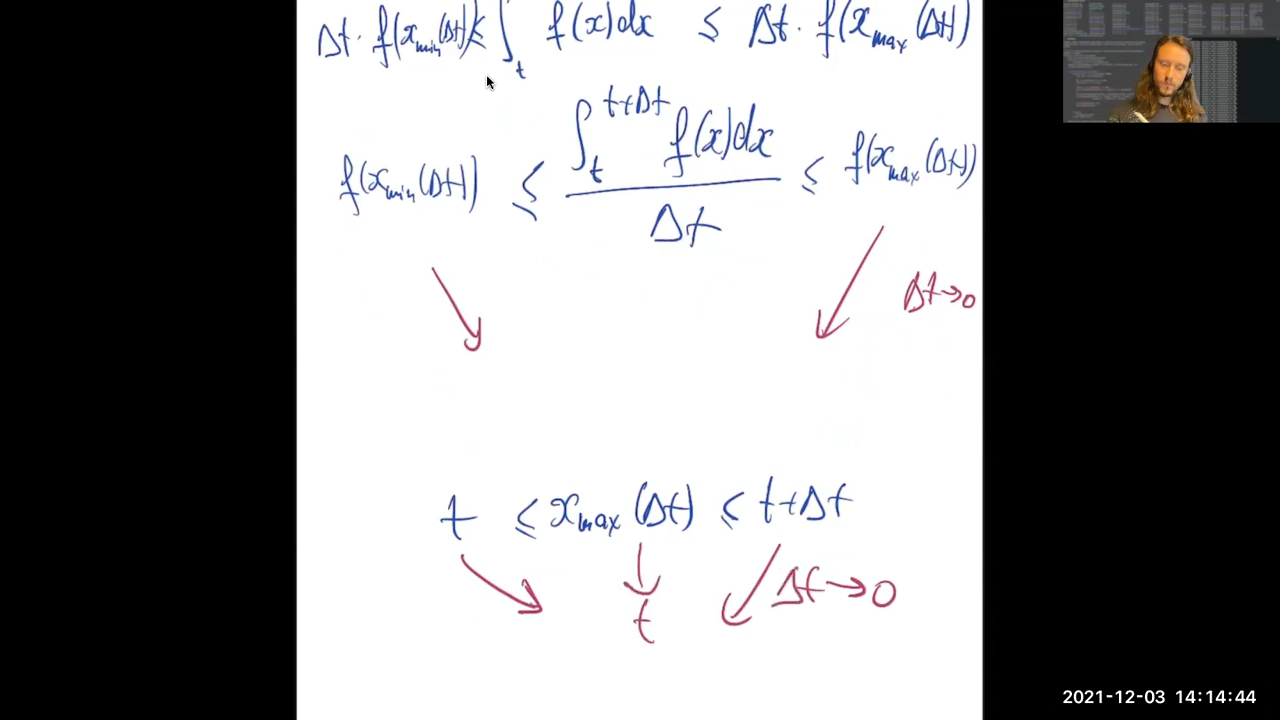 Δt · f(x_min(Δt)) ≤ ∫_t f(x)dx ≤ Δt · f(x_max(Δt))
f(x_min(Δt)) ≤ ∫_t^{t+Δt} f(x)dx / Δt ≤ f(x_max(Δt))
Δt→0
t ≤ x_max(Δt) ≤ t+Δt
Δt→0
t
2021-12-03 14:14:44